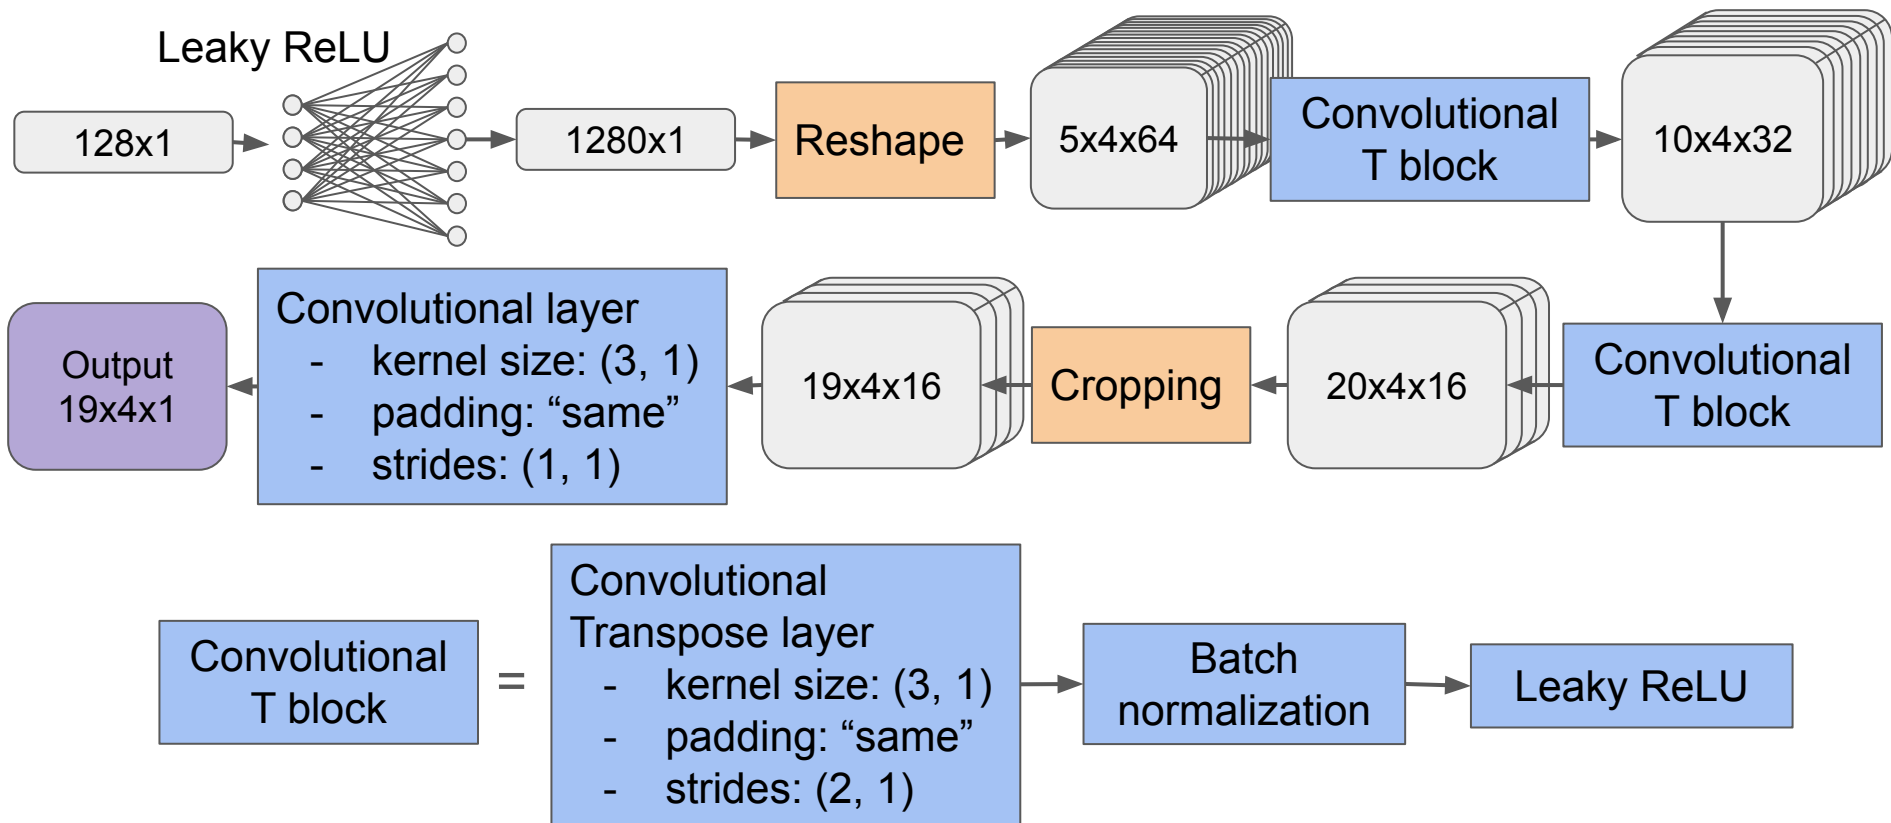 Leaky ReLU
128x1
1280x1
Reshape
5x4x64
Convolutional
T block
10x4x32
Output
19x4x1
Convolutional layer
- kernel size: (3, 1)
- padding: “same”
- strides: (1, 1)
19x4x16
Cropping
20x4x16
Convolutional
T block
Convolutional
T block
=
Convolutional
Transpose layer
- kernel size: (3, 1)
- padding: “same”
- strides: (2, 1)
Batch
normalization
Leaky ReLU